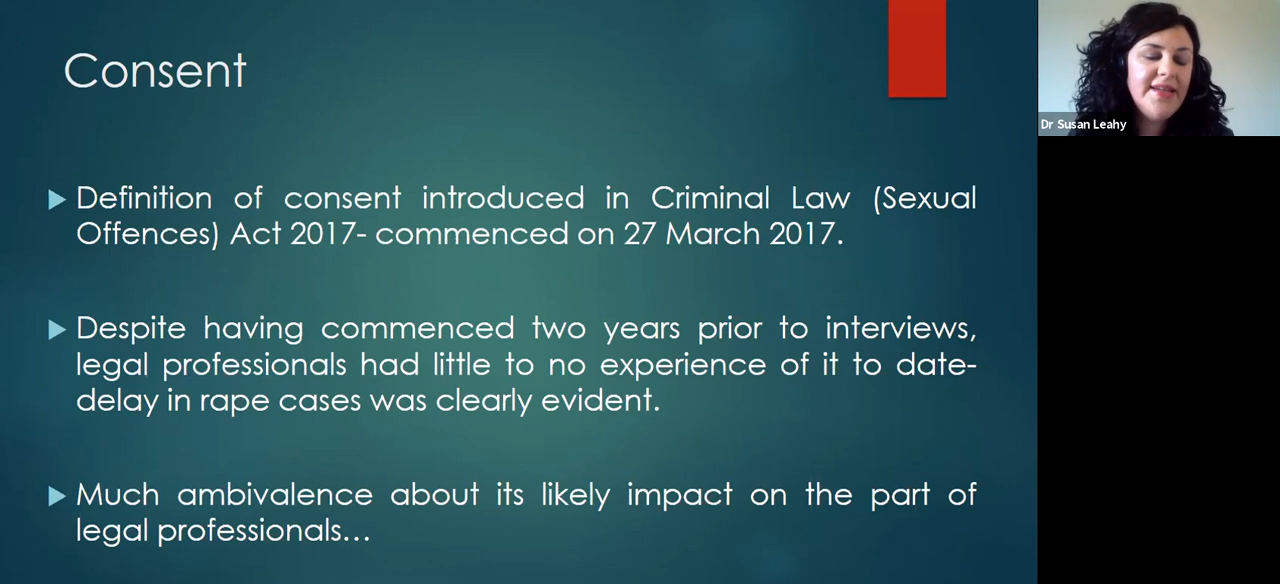 Consent
Definition of consent introduced in Criminal Law (Sexual
Offences) Act 2017- commenced on 27 March 2017.
Despite having commenced two years prior to interviews,
legal professionals had little to no experience of it to date-
delay in rape cases was clearly evident.
Much ambivalence about its likely impact on the part of
legal professionals…
Dr Susan Leahy